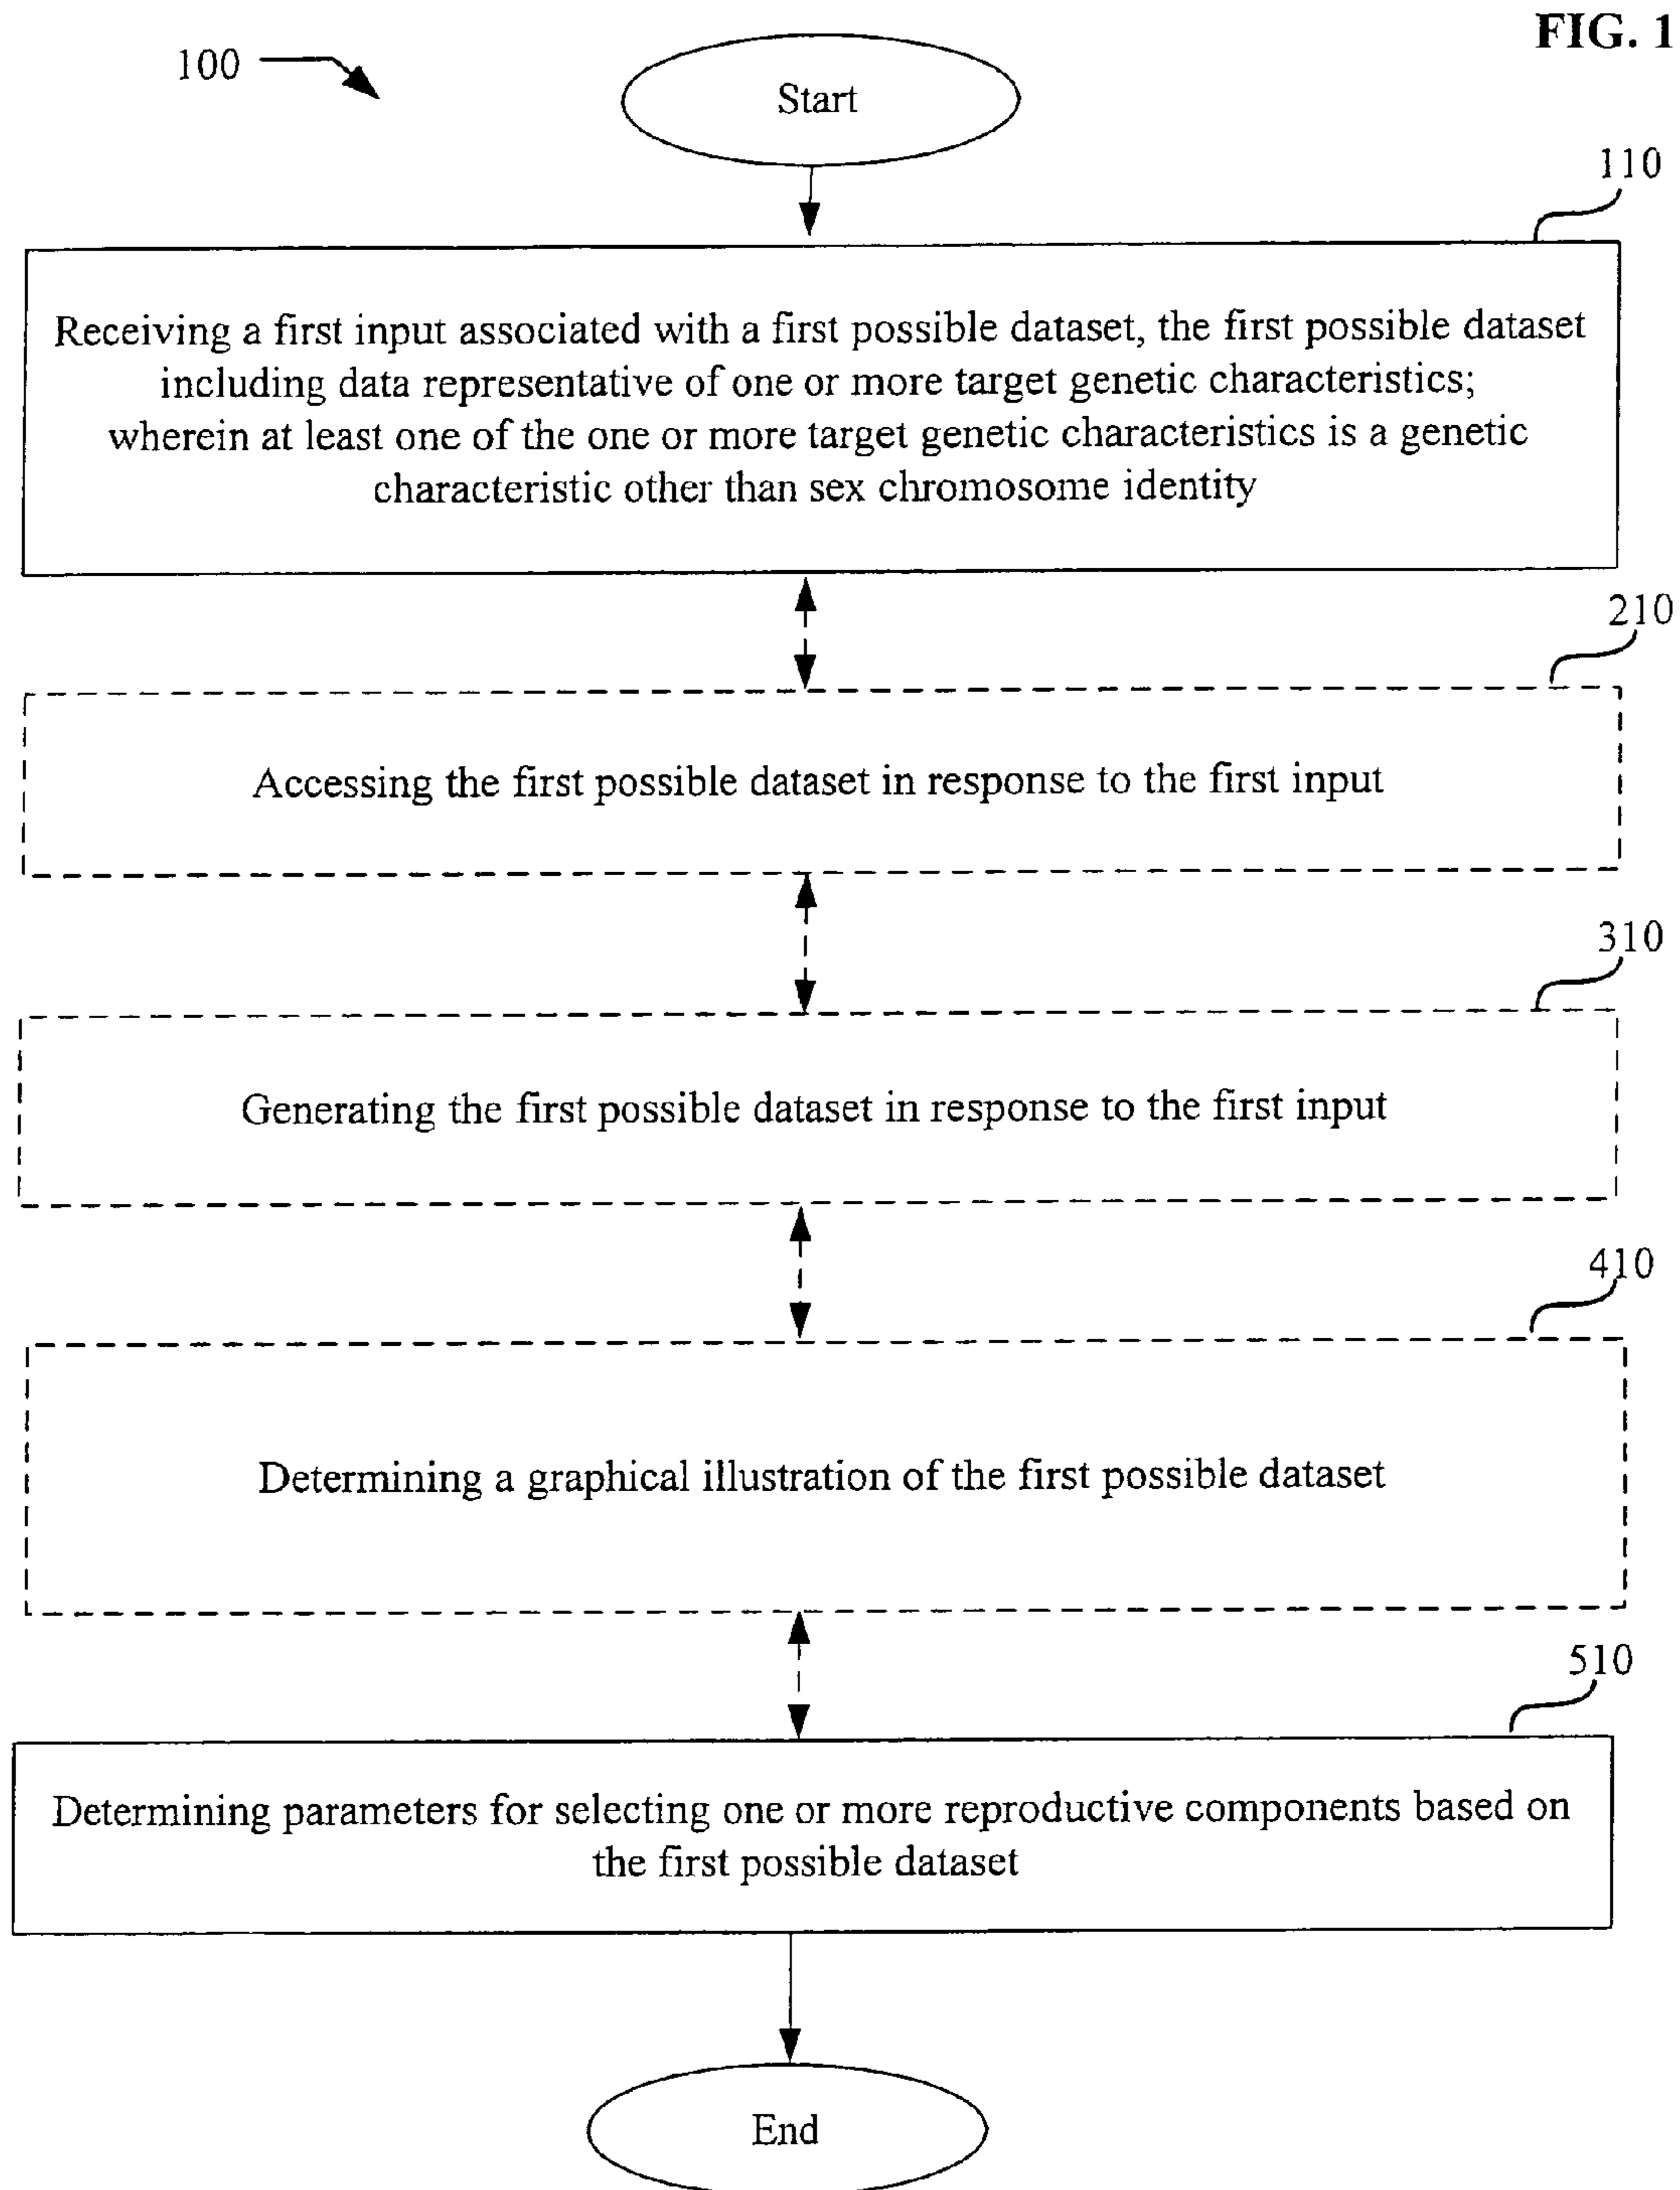 FIG. 1
100
Start
110
Receiving a first input associated with a first possible dataset, the first possible dataset
including data representative of one or more target genetic characteristics;
wherein at least one of the one or more target genetic characteristics is a genetic
characteristic other than sex chromosome identity
210
Accessing the first possible dataset in response to the first input
310
Generating the first possible dataset in response to the first input
410
Determining a graphical illustration of the first possible dataset
510
Determining parameters for selecting one or more reproductive components based on
the first possible dataset
End